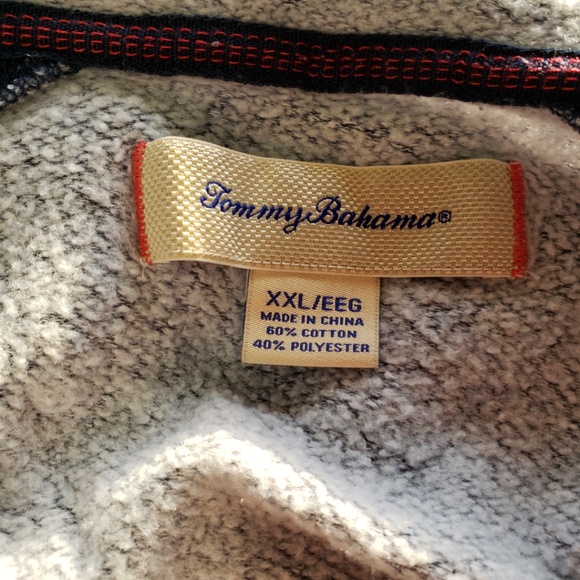 Tommy Bahama®
XXL/EEG
MADE IN CHINA
60% COTTON
40% POLYESTER